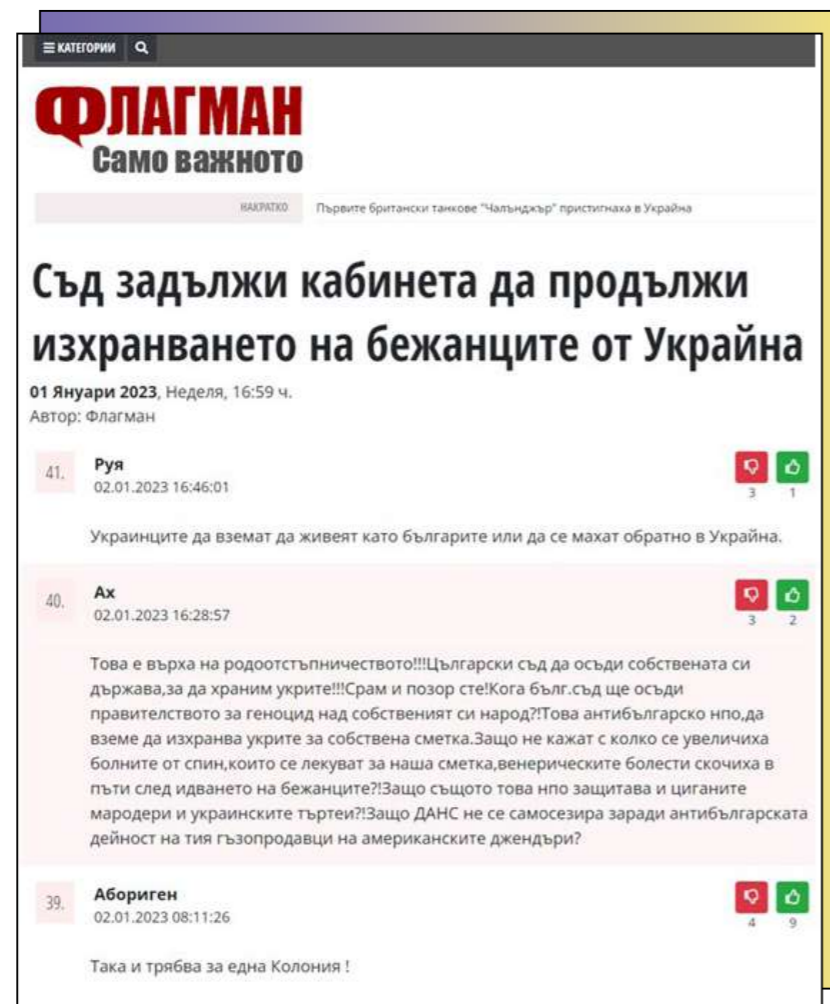 КАТЕГОРИИ
ФЛАГМАН
Само важното
НАКРАТКО Първите британски танкове "Чалънджър" пристигнаха в Украйна
Съд задължи кабинета да продължи
изхранването на бежанците от Украйна
01 Януари 2023, Неделя, 16:59 ч.
Автор: Флагман
41. Руя
02.01.2023 16:46:01
3 1
Украинците да вземат да живеят като българите или да се махат обратно в Украйна.
40. Ах
02.01.2023 16:28:57
3 2
Това е върха на родоотстъпничеството!!!Цългарски съд да осъди собствената си
държава,за да храним укрите!!!Срам и позор сте!Кога бълг.съд ще осъди
правителството за геноцид над собственият си народ?!Това антибългарско нпо,да
вземе да изхранва укрите за собствена сметка.Защо не кажат с колко се увеличиха
болните от спин,които се лекуват за наша сметка,венерическите болести скочиха в
пъти след идването на бежанците?!Защо същото това нпо защитава и циганите
мародери и украинските търтеи?!Защо ДАНС не се самосезира заради антибългарската
дейност на тия гъзопродавци на американските джендъри?
39. Абориген
02.01.2023 08:11:26
4 9
Така и трябва за една Колония !